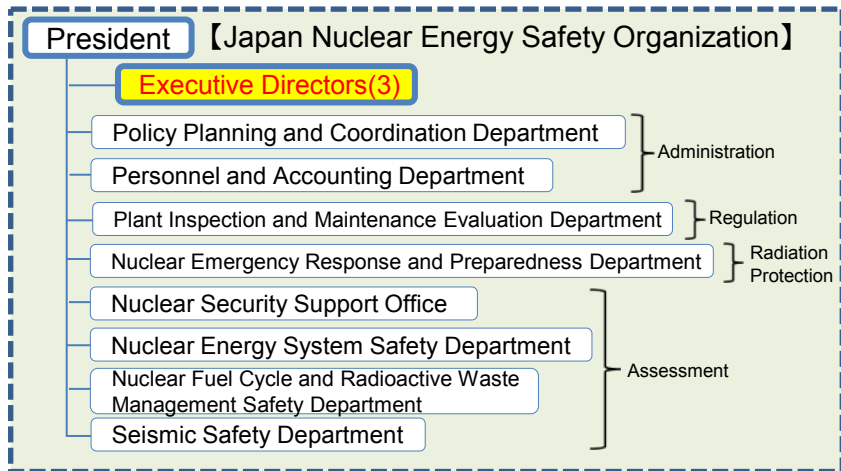 President 【Japan Nuclear Energy Safety Organization】
Executive Directors(3)
Policy Planning and Coordination Department
Personnel and Accounting Department
Administration
Plant Inspection and Maintenance Evaluation Department
Regulation
Nuclear Emergency Response and Preparedness Department
Radiation
Protection
Nuclear Security Support Office
Nuclear Energy System Safety Department
Nuclear Fuel Cycle and Radioactive Waste
Management Safety Department
Seismic Safety Department
Assessment